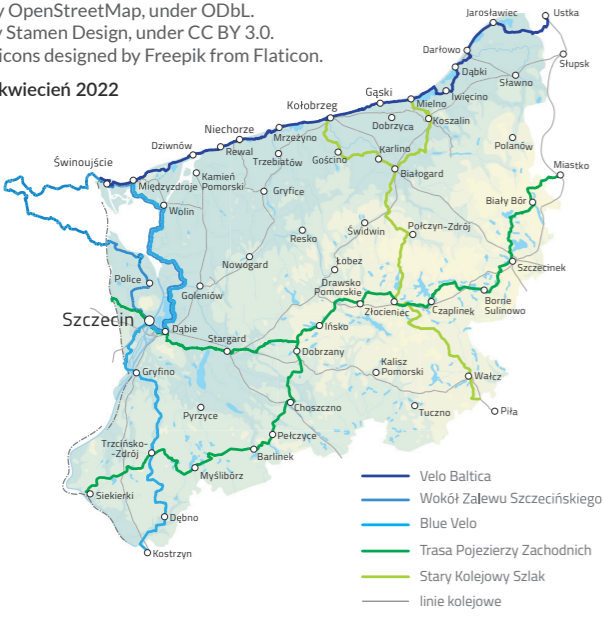 y OpenStreetMap, under ODbL.
y Stamen Design, under CC BY 3.0.
icons designed by Freepik from Flaticon.
kwiecień 2022
Jarosławiec
Ustka
Darłowo
Słupsk
Dąbki
Sławno
Iwięcino
Gąski
Mielno
Kołobrzeg
Koszalin
Dobrzyca
Niechorze
Mrzeżyno
Polanów
Dziwnów
Rewal
Trzebiatów
Gościno
Karlino
Świnoujście
Białogard
Miastko
Międzyzdroje
Kamień
Pomorski
Gryfice
Biały Bór
Wolin
Świdwin
Połczyn-Zdrój
Resko
Nowogard
Łobez
Szczecinek
Police
Goleniów
Drawsko
Pomorskie
Złocieniec
Czaplinek
Borne
Sulinowo
Szczecin
Dąbie
Stargard
Ińsko
Dobrzany
Gryfino
Kalisz
Pomorski
Wałcz
Pyrzyce
Choszczno
Tuczno
Piła
Trzcińsko-
-Zdrój
Pełczyce
Barlinek
Myślibórz
Siekierki
Dębno
Kostrzyn
Velo Baltica
Wokół Zalewu Szczecińskiego
Blue Velo
Trasa Pojezierzy Zachodnich
Stary Kolejowy Szlak
linie kolejowe